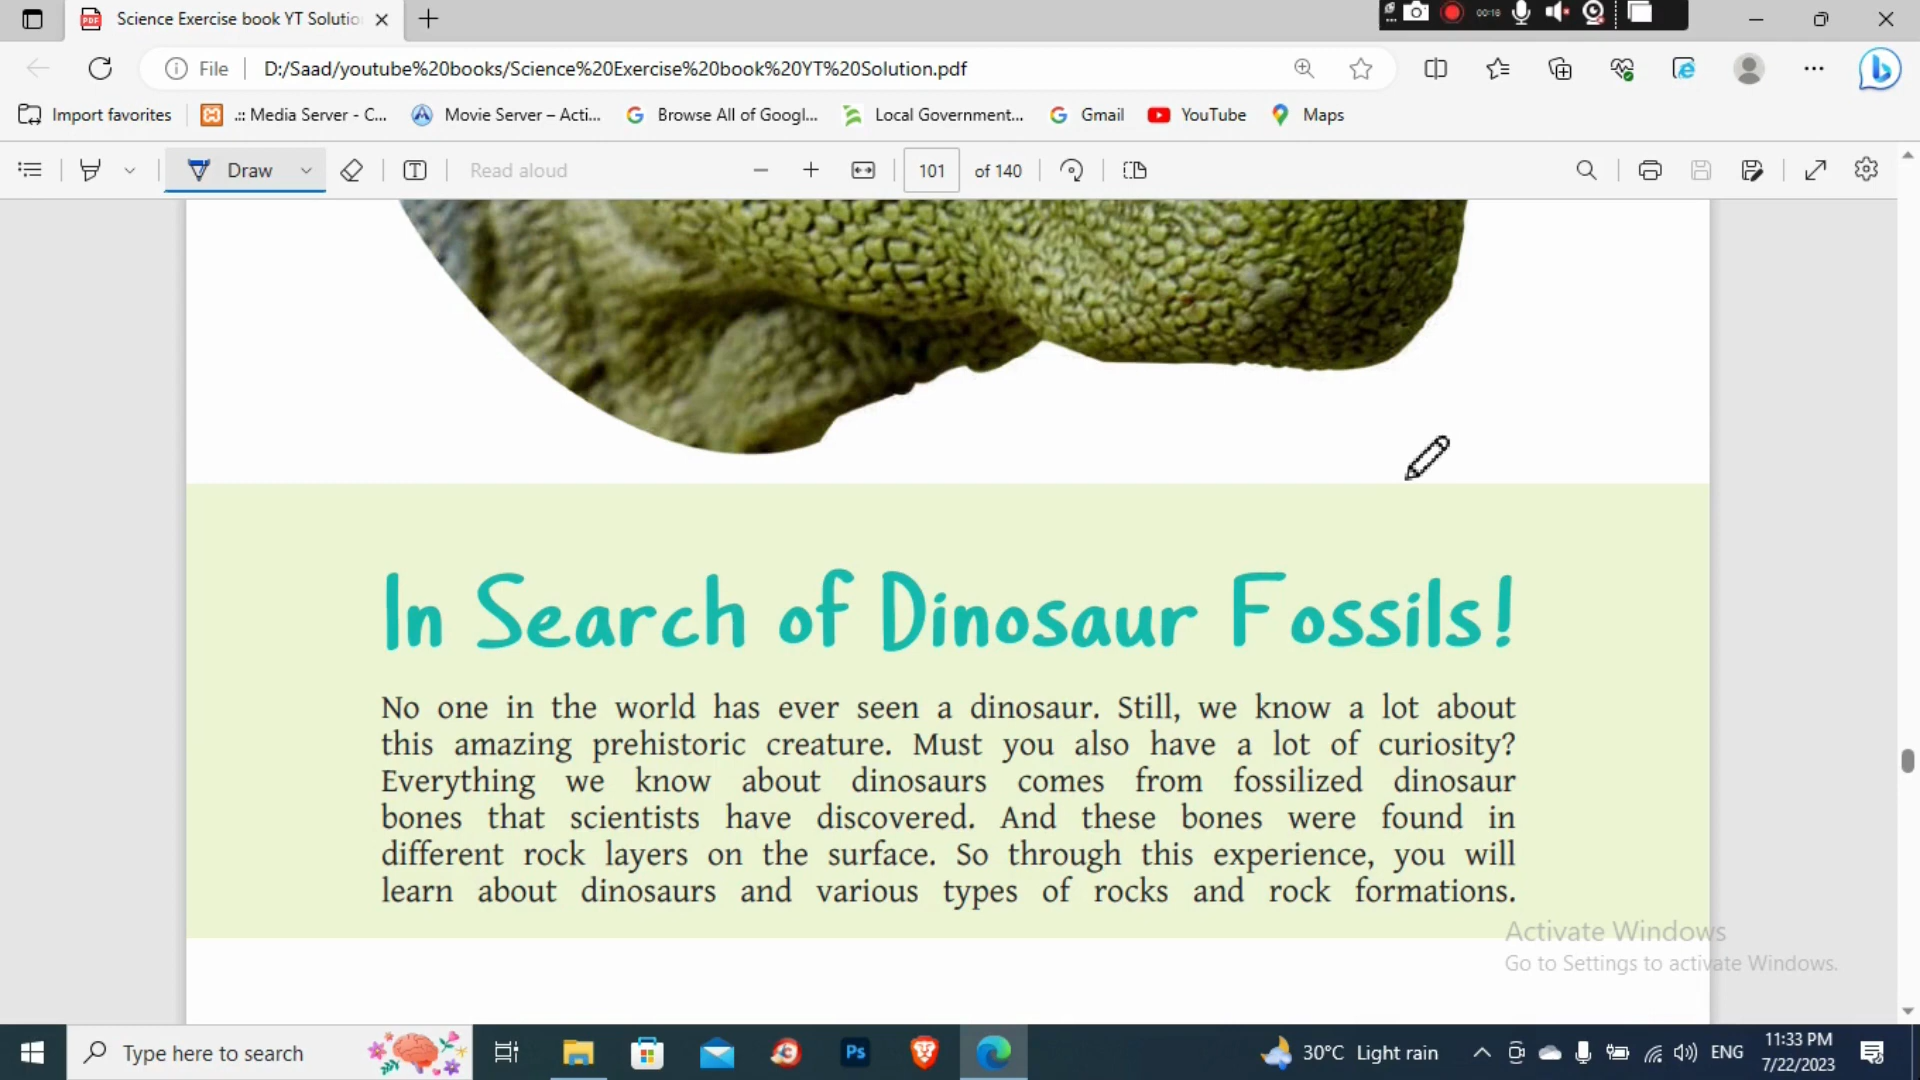 Science Exercise book YT Solutio
00:18
File
D:/Saad/youtube%20books/Science%20Exercise%20book%20YT%20Solution.pdf
Import favorites
.:: Media Server - C...
Movie Server – Acti...
Browse All of Googl...
Local Government...
Gmail
YouTube
Maps
Draw
Read aloud
101 of 140
In Search of Dinosaur Fossils!
No one in the world has ever seen a dinosaur. Still, we know a lot about
this amazing prehistoric creature. Must you also have a lot of curiosity?
Everything we know about dinosaurs comes from fossilized dinosaur
bones that scientists have discovered. And these bones were found in
different rock layers on the surface. So through this experience, you will
learn about dinosaurs and various types of rocks and rock formations.
Activate Windows
Go to Settings to activate Windows.
Type here to search
Ps
30°C Light rain
ENG
11:33 PM
7/22/2023